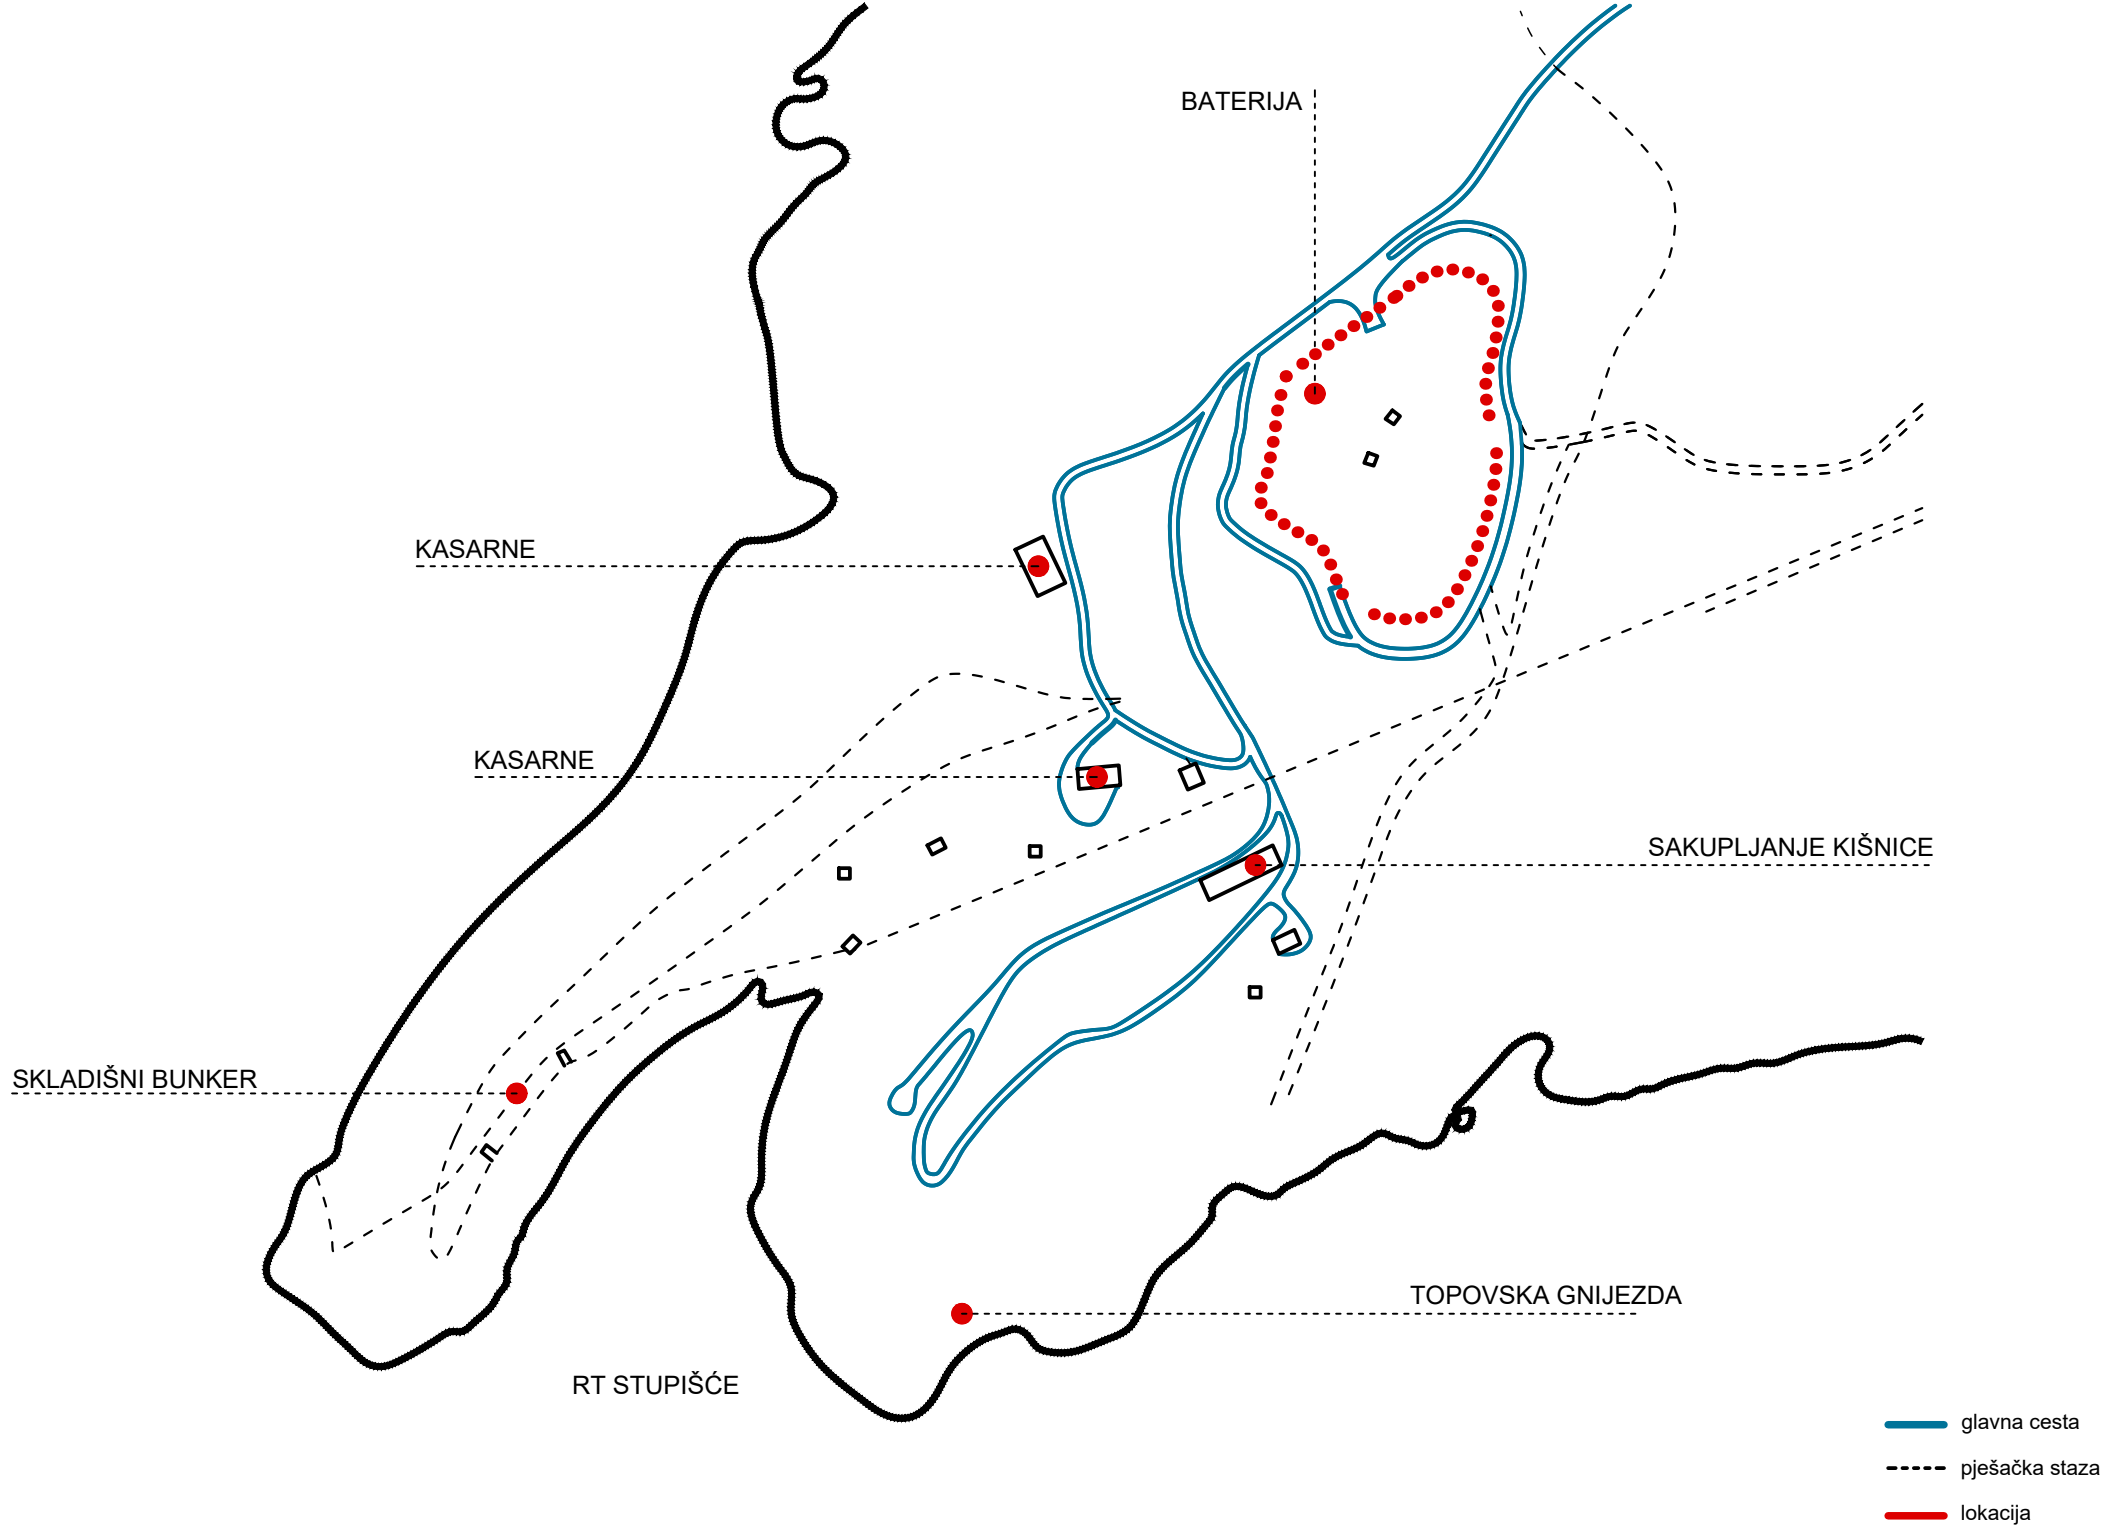 BATERIJA
KASARNE
KASARNE
SAKUPLJANJE KIŠNICE
SKLADIŠNI BUNKER
TOPOVSKA GNIJEZDA
RT STUPIŠĆE
glavna cesta
pješačka staza
lokacija